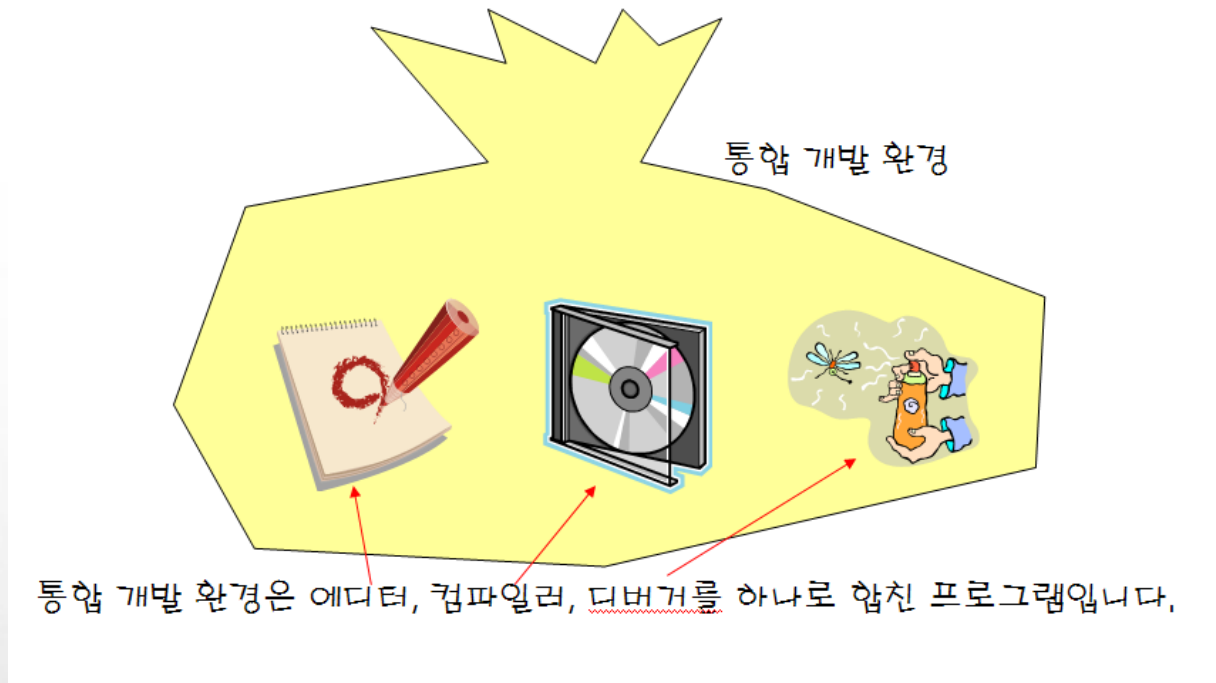 통합 개발 환경
통합 개발 환경은 에디터, 컴파일러, 디버거를 하나로 합친 프로그램입니다.